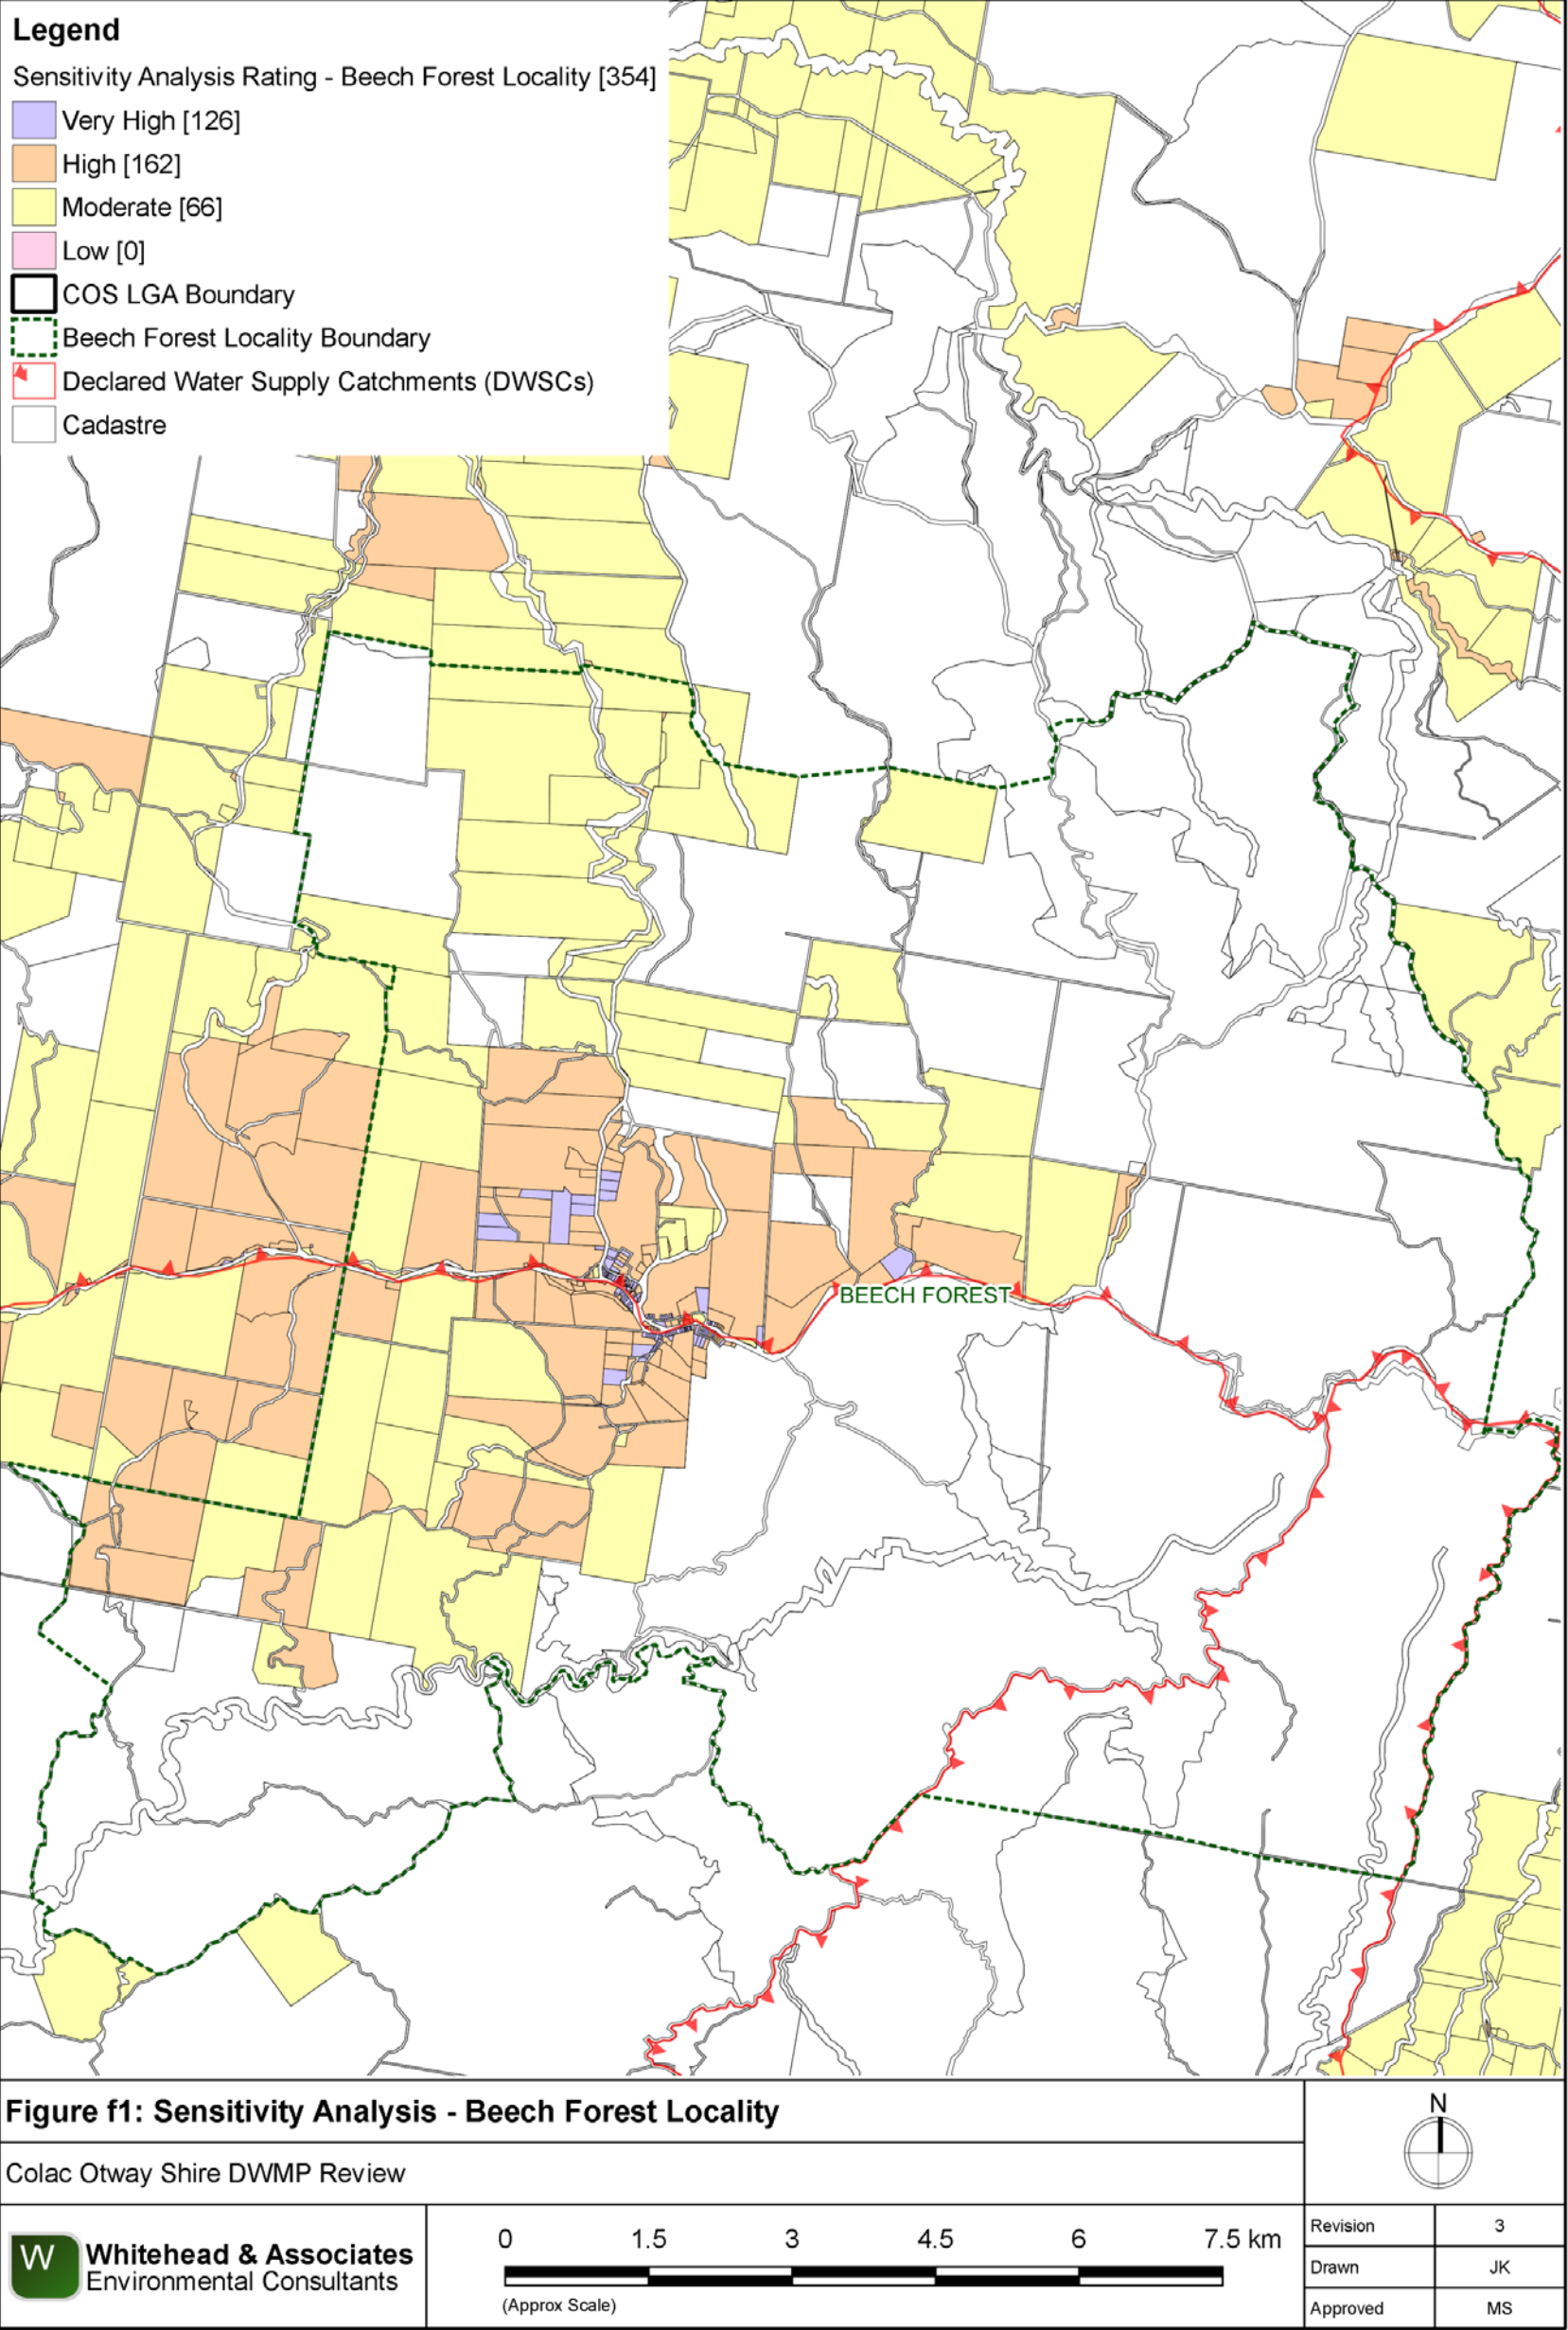 Legend
Sensitivity Analysis Rating - Beech Forest Locality [354]
Very High [126]
High [162]
Moderate [66]
Low [0]
COS LGA Boundary
Beech Forest Locality Boundary
Declared Water Supply Catchments (DWSCs)
Cadastre
BEECH FOREST
Figure f1: Sensitivity Analysis - Beech Forest Locality
N
Colac Otway Shire DWMP Review
W
Whitehead & Associates
Environmental Consultants
0 1.5 3 4.5 6 7.5 km
(Approx Scale)
Revision 3
Drawn JK
Approved MS